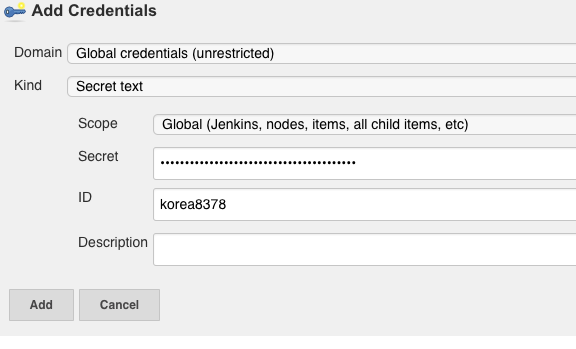 Add Credentials
Domain Global credentials (unrestricted)
Kind Secret text
Scope Global (Jenkins, nodes, items, all child items, etc)
Secret ••••••••••••••••••••••••••••••••••••••••
ID korea8378
Description
Add Cancel